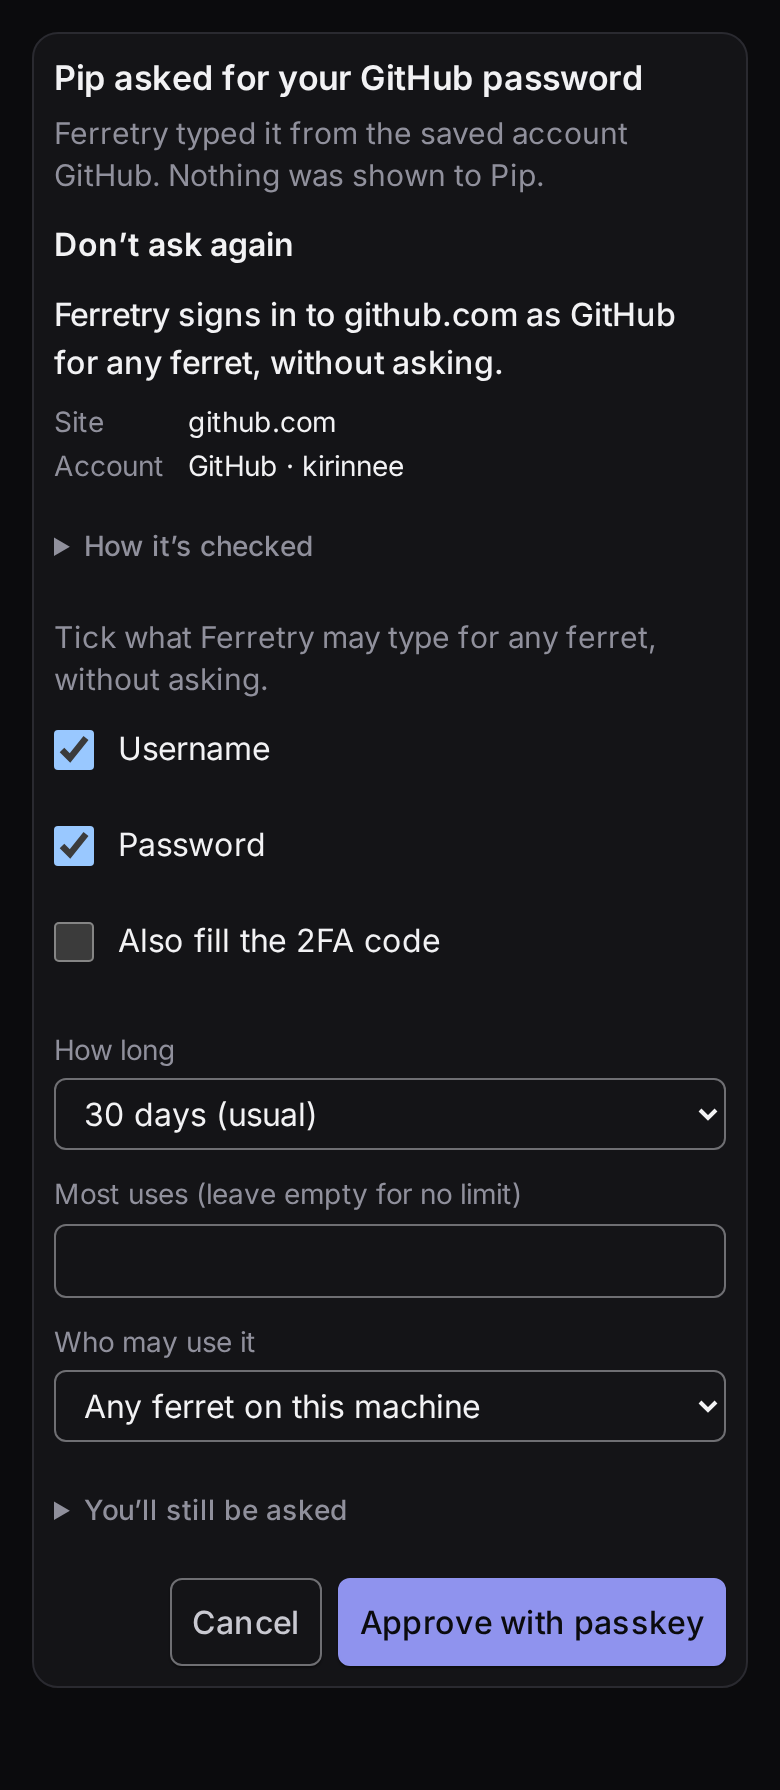 Pip asked for your GitHub password
Ferretry typed it from the saved account
GitHub. Nothing was shown to Pip.
Don’t ask again
Ferretry signs in to github.com as GitHub
for any ferret, without asking.
Site github.com
Account GitHub · kirinnee
▶ How it’s checked
Tick what Ferretry may type for any ferret,
without asking.
Username
Password
Also fill the 2FA code
How long
30 days (usual)
Most uses (leave empty for no limit)
Who may use it
Any ferret on this machine
▶ You’ll still be asked
Cancel Approve with passkey